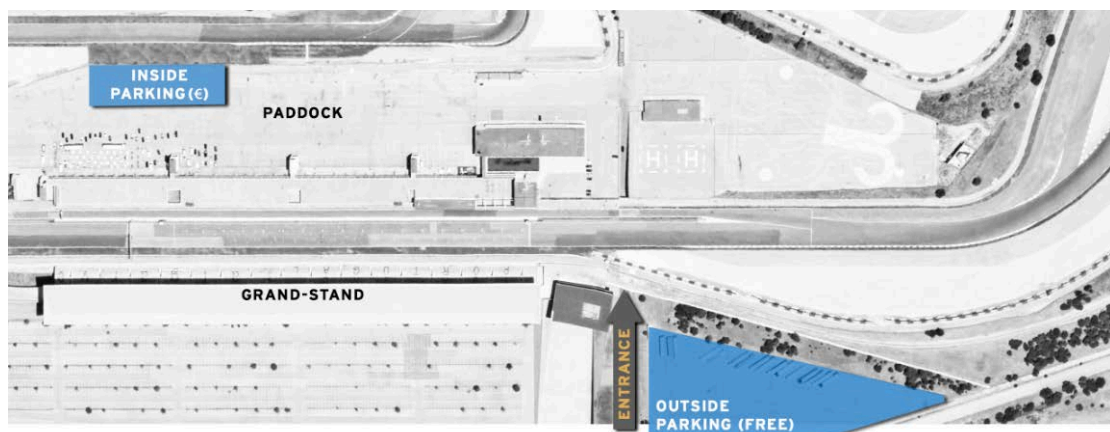 INSIDE
PARKING (€)
PADDOCK
H H
GRAND-STAND
ENTRANCE
OUTSIDE
PARKING (FREE)